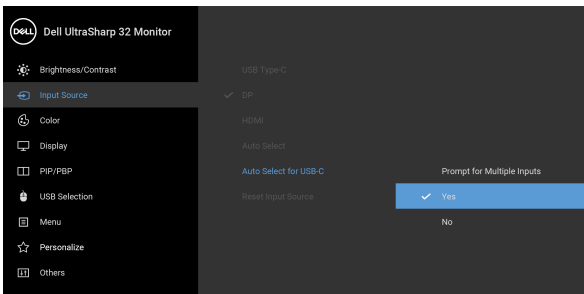 DELL Dell UltraSharp 32 Monitor
Brightness/Contrast
USB Type-C
Input Source
DP
Color
HDMI
Display
Auto Select
PIP/PBP
Auto Select for USB-C
Prompt for Multiple Inputs
USB Selection
Reset Input Source
Yes
Menu
No
Personalize
Others